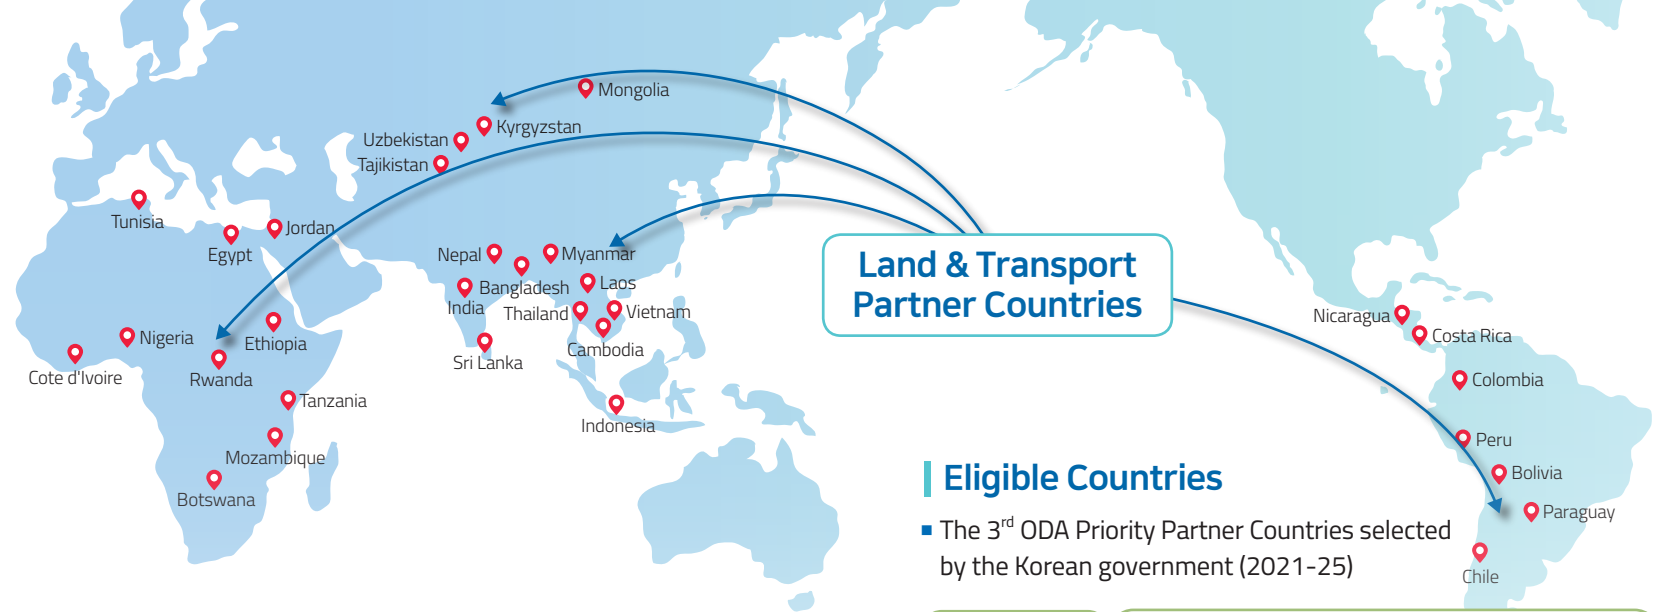 Mongolia
Kyrgyzstan
Uzbekistan
Tajikistan
Tunisia
Jordan
Egypt
Nepal
Myanmar
Bangladesh
Laos
India
Thailand
Vietnam
Sri Lanka
Cambodia
Indonesia
Nigeria
Ethiopia
Cote d'Ivoire
Rwanda
Tanzania
Mozambique
Botswana
Land & Transport
Partner Countries
Nicaragua
Costa Rica
Colombia
Peru
Bolivia
Paraguay
Chile
Eligible Countries
The 3rd ODA Priority Partner Countries selected
by the Korean government (2021-25)